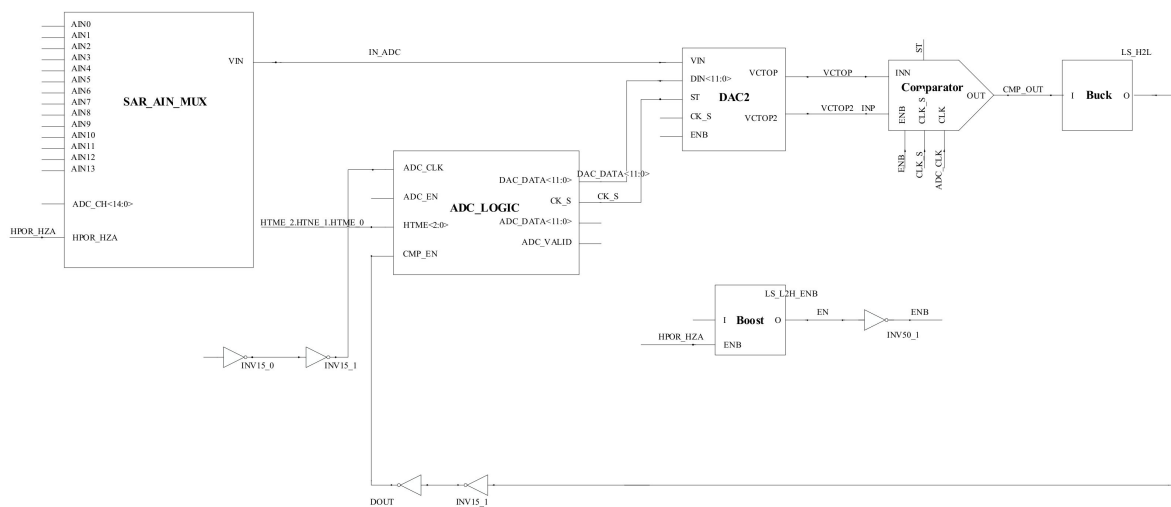 AIN0
AIN1
AIN2
AIN3
AIN4
AIN5
AIN6
AIN7
AIN8
AIN9
AIN10
AIN11
AIN12
AIN13
ADC_CH<14:0>
HPOR_HZA
HPOR_HZA
SAR_AIN_MUX
VIN
IN_ADC
VIN
DIN<11:0>
ST
CK_S
ENB
DAC2
VCTOP
VCTOP2
VCTOP
VCTOP2
INP
ST
INN
Comparator
ENB
CLK_S
CLK
OUT
ENB
CLK_S
ADC_CLK
CMP_OUT
LS_H2L
I
Buck
O
ADC_CLK
ADC_EN
HTME<2:0>
CMP_EN
ADC_LOGIC
DAC_DATA<11:0>
CK_S
ADC_DATA<11:0>
ADC_VALID
DAC_DATA<11:0>
CK_S
HTME_2.HTNE_1.HTME_0
INV15_0
INV15_1
LS_L2H_ENB
I
Boost
O
ENB
HPOR_HZA
EN
ENB
INV50_1
DOUT
INV15_1